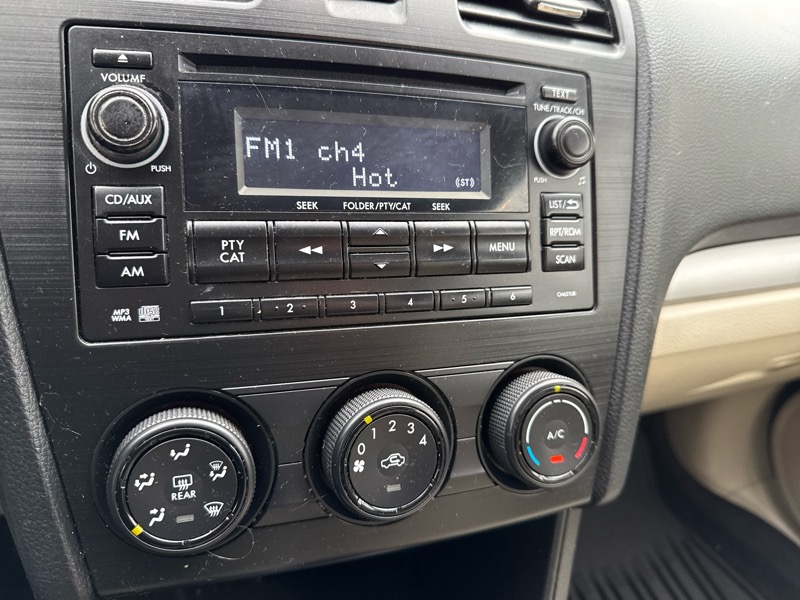 VOLUME
PUSH
TEXT
TUNE/TRACK/CH
PUSH
FM1 ch4
Hot
(ST)
SEEK FOLDER/PTY/CAT SEEK
CD/AUX
FM
AM
PTY
CAT
MENU
LIST/
RPT/RDM
SCAN
MP3
WMA
1 2 3 4 5 6
REAR
0 1 2 3 4
A/C